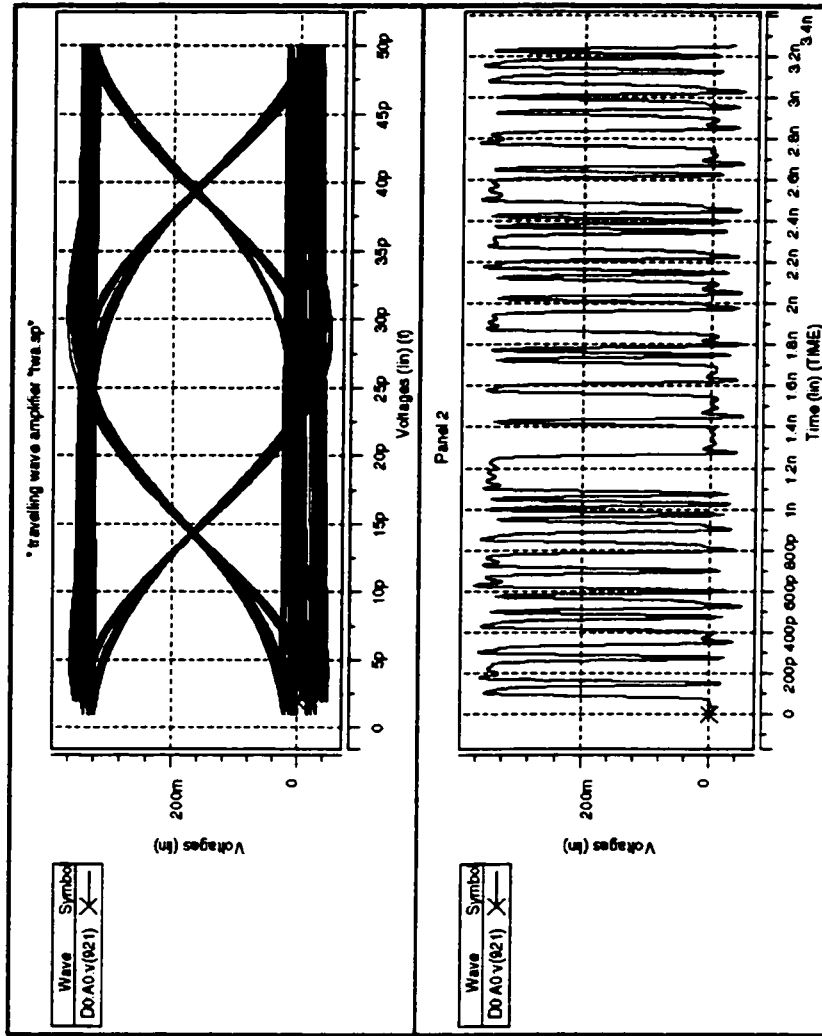 * travelling wave amplifier *twa.sp*
Wave Symbol
D0:A0:v(921)
Voltages (lin)
200m
0
0
5p
10p
15p
20p
25p
30p
35p
40p
45p
50p
Voltages (lin) (f)
Panel 2
Wave Symbol
D0:A0:v(921)
Voltages (lin)
200m
0
0
200p
400p
600p
800p
1n
1.2n
1.4n
1.6n
1.8n
2n
2.2n
2.4n
2.6n
2.8n
3n
3.2n
3.4n
Time (lin) (TIME)